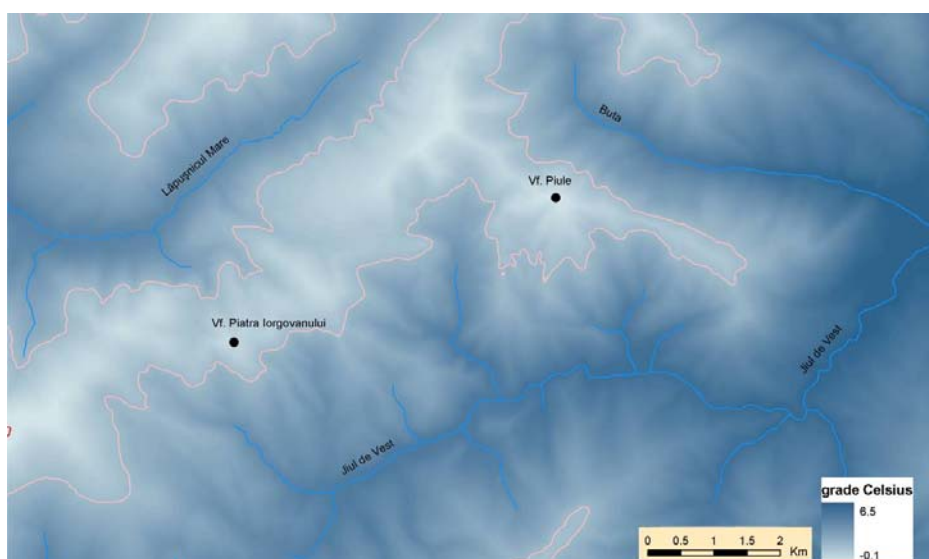 Buta
Lăpușnicul Mare
Vf. Piule
Vf. Piatra Iorgovanului
Jiul de Vest
Jiul de Vest
grade Celsius
6.5
-0.1
0 0.5 1 1.5 2
Km